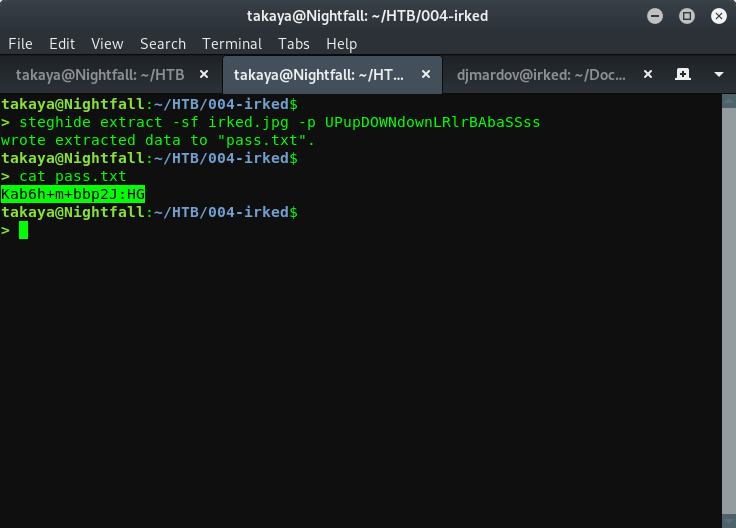 takaya@Nightfall: ~/HTB/004-irked
File Edit View Search Terminal Tabs Help
takaya@Nightfall: ~/HTB × takaya@Nightfall: ~/HT... × djmardov@irked: ~/Doc... ×
takaya@Nightfall:~/HTB/004-irked$
> steghide extract -sf irked.jpg -p UPupDOWNdownLRlrBAbaSSss
wrote extracted data to "pass.txt".
takaya@Nightfall:~/HTB/004-irked$
> cat pass.txt
Kab6h+m+bbp2J:HG
takaya@Nightfall:~/HTB/004-irked$
>